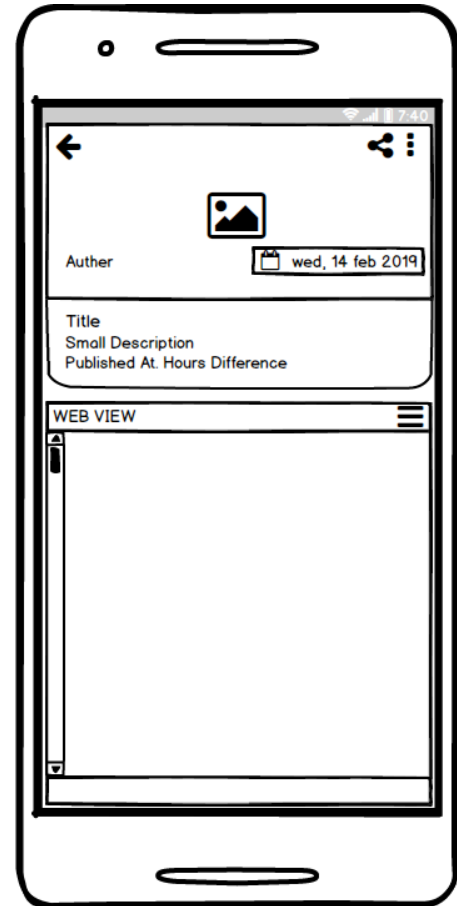 7:40
Auther
wed, 14 feb 2019
Title
Small Description
Published At. Hours Difference
WEB VIEW